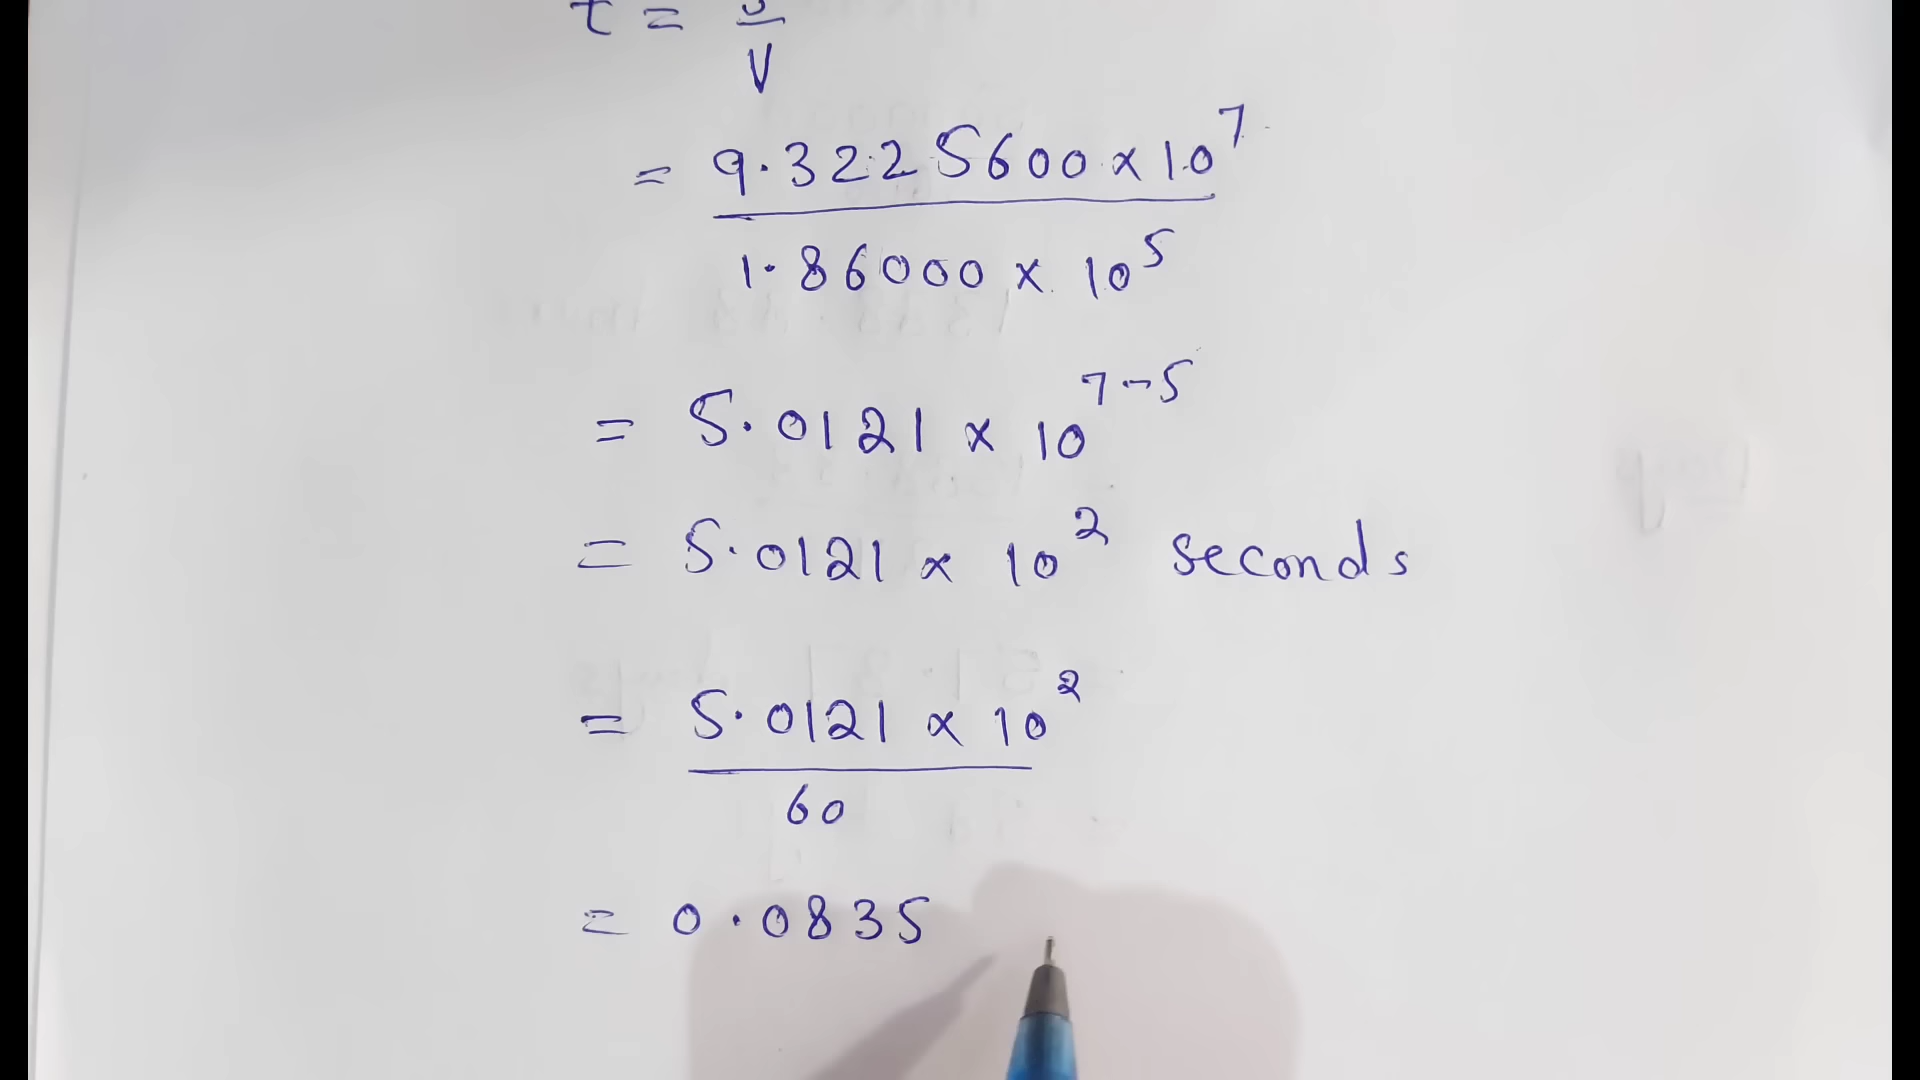 t = s
V
= 9.3225600 x 10^7
1.86000 x 10^5
= 5.0121 x 10^7-5
= 5.0121 x 10^2 seconds
= 5.0121 x 10^2
60
= 0.0835